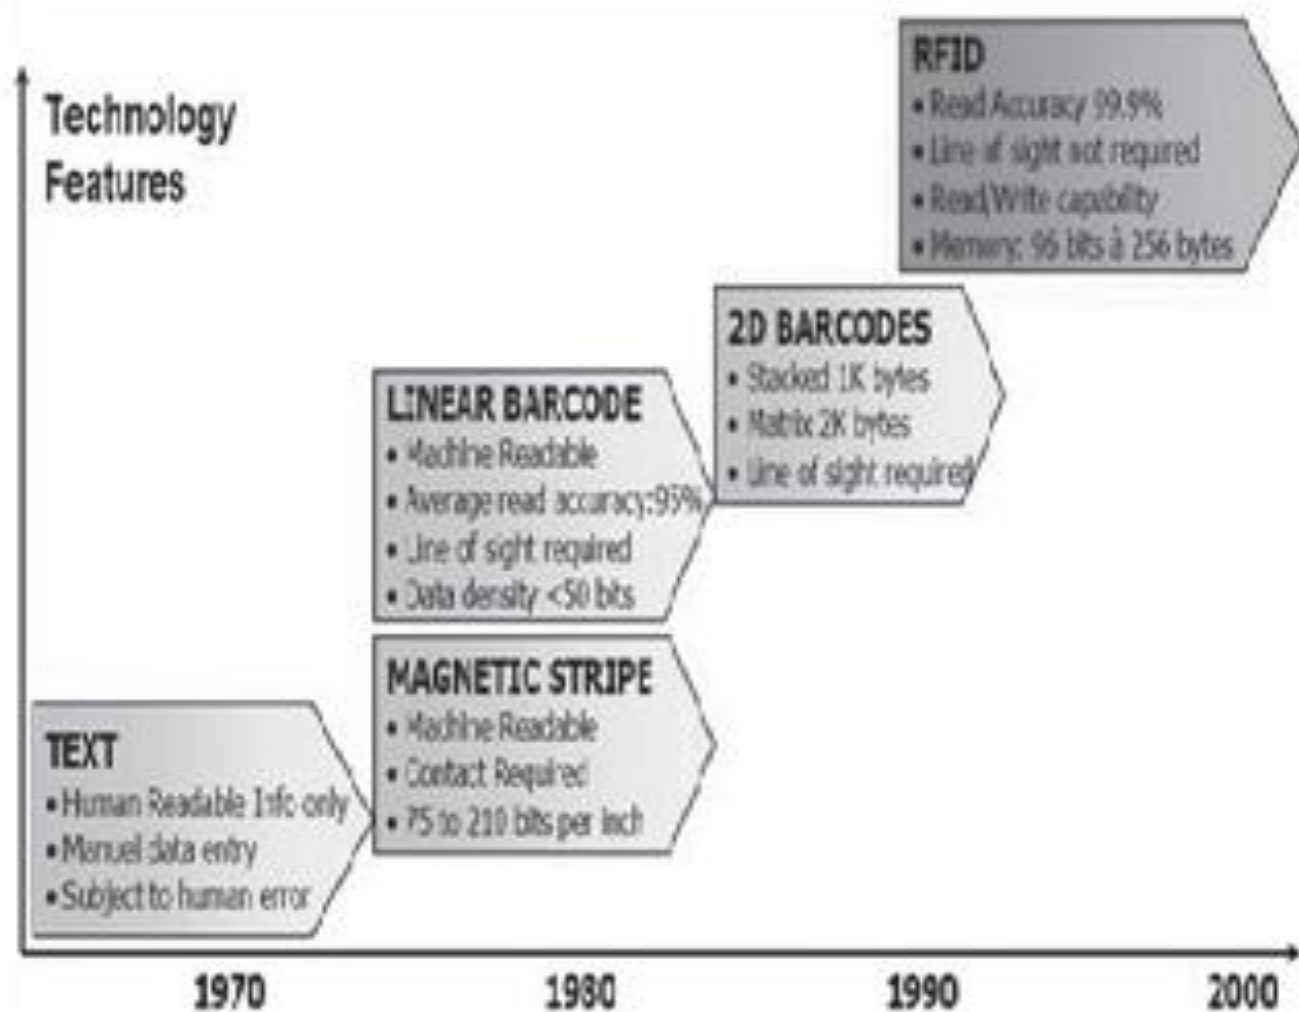 Technology
Features
RFID
• Read Accuracy 99.9%
• Line of sight not required
• Read/Write capability
• Memory: 96 bits à 256 bytes
2D BARCODES
• Stacked 1K bytes
• Matrix 2K bytes
• Line of sight required
LINEAR BARCODE
• Machine Readable
• Average read accuracy:95%
• Line of sight required
• Data density <50 bits
MAGNETIC STRIPE
• Machine Readable
• Contact Required
• 75 to 210 bits per inch
TEXT
• Human Readable Info only
• Manuel data entry
• Subject to human error
1970 1980 1990 2000